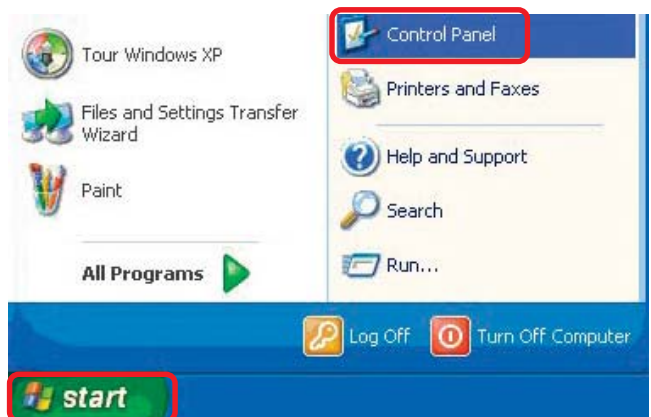 Tour Windows XP
Files and Settings Transfer
Wizard
Paint
All Programs
Control Panel
Printers and Faxes
Help and Support
Search
Run...
Log Off
Turn Off Computer
start